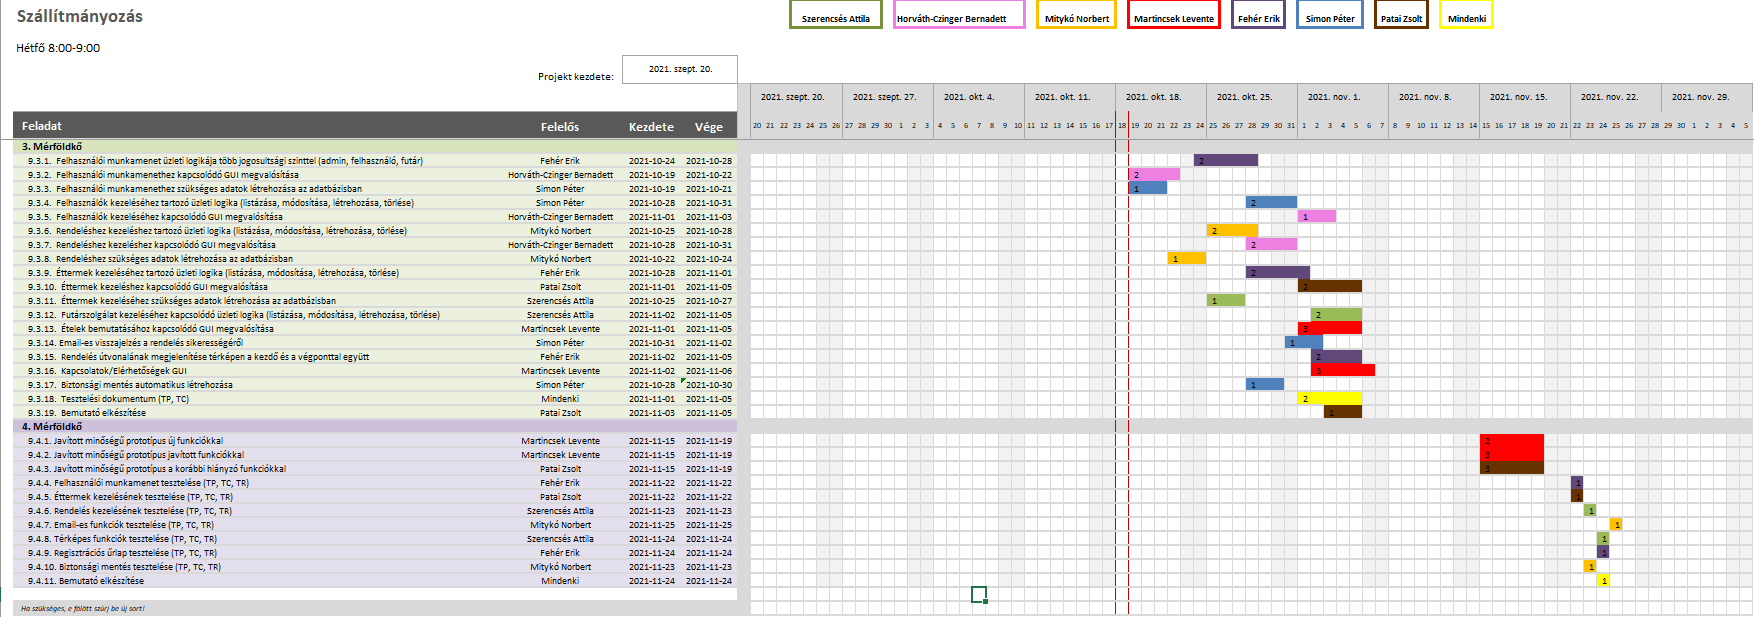 Szállítmányozás
Szerencsés Attila Horváth-Czinger Bernadett Mitykó Norbert Martincsek Levente Fehér Erik Simon Péter Patai Zsolt Mindenki
Hétfő 8:00-9:00
Projekt kezdete: 2021. szept. 20.
2021. szept. 20. 2021. szept. 27. 2021. okt. 4. 2021. okt. 11. 2021. okt. 18. 2021. okt. 25. 2021. nov. 1. 2021. nov. 8. 2021. nov. 15. 2021. nov. 22. 2021. nov. 29.
Feladat Felelős Kezdete Vége 20 21 22 23 24 25 26 27 28 29 30 1 2 3 4 5 6 7 8 9 10 11 12 13 14 15 16 17 18 19 20 21 22 23 24 25 26 27 28 29 30 31 1 2 3 4 5 6 7 8 9 10 11 12 13 14 15 16 17 18 19 20 21 22 23 24 25 26 27 28 29 30 1 2 3 4 5
3. Mérföldkő
9.3.1. Felhasználói munkamenet üzleti logikája több jogosultsági szinttel (admin, felhasználó, futár) Fehér Erik 2021-10-24 2021-10-28 2
9.3.2. Felhasználói munkamenethez kapcsolódó GUI megvalósítása Horváth-Czinger Bernadett 2021-10-19 2021-10-22 2
9.3.3. Felhasználói munkamenethez szükséges adatok létrehozása az adatbázisban Simon Péter 2021-10-19 2021-10-21 1
9.3.4. Felhasználók kezeléséhez tartozó üzleti logika (listázása, módosítása, létrehozása, törlése) Simon Péter 2021-10-28 2021-10-31 2
9.3.5. Felhasználók kezeléséhez kapcsolódó GUI megvalósítása Horváth-Czinger Bernadett 2021-11-01 2021-11-03 1
9.3.6. Rendeléshez kezeléshez tartozó üzleti logika (listázása, módosítása, létrehozása, törlése) Mitykó Norbert 2021-10-25 2021-10-28 2
9.3.7. Rendeléshez kezeléshez kapcsolódó GUI megvalósítása Horváth-Czinger Bernadett 2021-10-28 2021-10-31 2
9.3.8. Rendeléshez szükséges adatok létrehozása az adatbázisban Mitykó Norbert 2021-10-22 2021-10-24 1
9.3.9. Éttermek kezeléséhez tartozó üzleti logika (listázása, módosítása, létrehozása, törlése) Fehér Erik 2021-10-28 2021-11-01 2
9.3.10. Éttermek kezeléshez kapcsolódó GUI megvalósítása Patai Zsolt 2021-11-01 2021-11-05 2
9.3.11. Éttermek kezeléséhez szükséges adatok létrehozása az adatbázisban Szerencsés Attila 2021-10-25 2021-10-27 1
9.3.12. Futárszolgálat kezeléséhez kapcsolódó üzleti logika (listázása, módosítása, létrehozása, törlése) Szerencsés Attila 2021-11-02 2021-11-05 2
9.3.13. Ételek bemutatásához kapcsolódó GUI megvalósítása Martincsek Levente 2021-11-01 2021-11-05 3
9.3.14. Email-es visszajelzés a rendelés sikerességéről Simon Péter 2021-10-31 2021-11-02 1
9.3.15. Rendelés útvonalának megjelenítése térképen a kezdő és a végponttal együtt Fehér Erik 2021-11-02 2021-11-05 2
9.3.16. Kapcsolatok/Elérhetőségek GUI Martincsek Levente 2021-11-02 2021-11-06 3
9.3.17. Biztonsági mentés automatikus létrehozása Simon Péter 2021-10-28 2021-10-30 1
9.3.18. Tesztelési dokumentum (TP, TC) Mindenki 2021-11-01 2021-11-05 2
9.3.19. Bemutató elkészítése Patai Zsolt 2021-11-03 2021-11-05 1
4. Mérföldkő
9.4.1. Javított minőségű prototípus új funkciókkal Martincsek Levente 2021-11-15 2021-11-19 2
9.4.2. Javított minőségű prototípus javított funkciókkal Martincsek Levente 2021-11-15 2021-11-19 3
9.4.3. Javított minőségű prototípus a korábbi hiányzó funkciókkal Patai Zsolt 2021-11-15 2021-11-19 3
9.4.4. Felhasználói munkamenet tesztelése (TP, TC, TR) Fehér Erik 2021-11-22 2021-11-22 1
9.4.5. Éttermek kezelésének tesztelése (TP, TC, TR) Patai Zsolt 2021-11-22 2021-11-22 1
9.4.6. Rendelés kezelésének tesztelése (TP, TC, TR) Szerencsés Attila 2021-11-23 2021-11-23 1
9.4.7. Email-es funkciók tesztelése (TP, TC, TR) Mitykó Norbert 2021-11-25 2021-11-25 1
9.4.8. Térképes funkciók tesztelése (TP, TC, TR) Szerencsés Attila 2021-11-24 2021-11-24 1
9.4.9. Regisztrációs űrlap tesztelése (TP, TC, TR) Fehér Erik 2021-11-24 2021-11-24 1
9.4.10. Biztonsági mentés tesztelése (TP, TC, TR) Mitykó Norbert 2021-11-23 2021-11-23 1
9.4.11. Bemutató elkészítése Mindenki 2021-11-24 2021-11-24 1
Ha szükséges, e fölött szúrj be új sort!